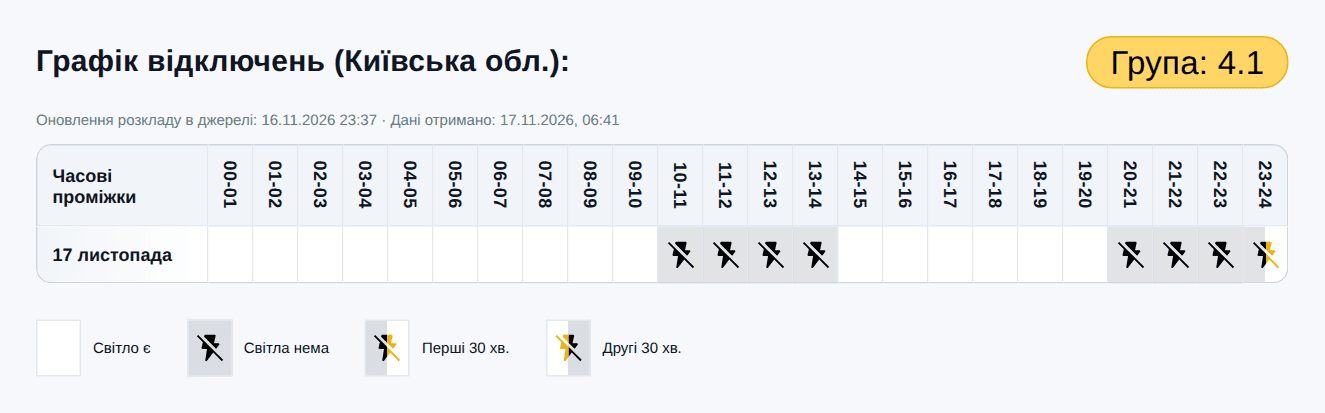 Графік відключень (Київська обл.):
Група: 4.1
Оновлення розкладу в джерелі: 16.11.2026 23:37 · Дані отримано: 17.11.2026, 06:41
Часові
проміжки
00-01
01-02
02-03
03-04
04-05
05-06
06-07
07-08
08-09
09-10
10-11
11-12
12-13
13-14
14-15
15-16
16-17
17-18
18-19
19-20
20-21
21-22
22-23
23-24
17 листопада
Світло є
Світла нема
Перші 30 хв.
Другі 30 хв.